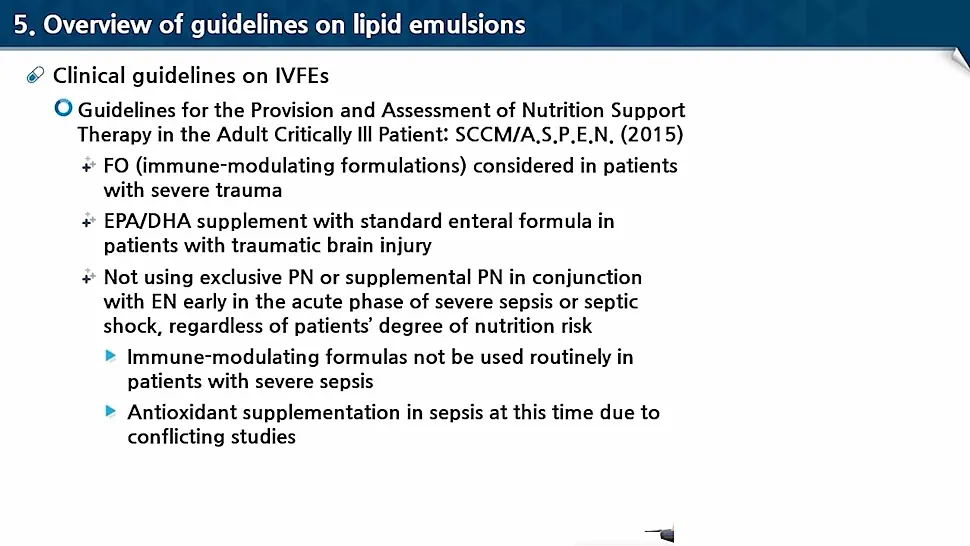 5. Overview of guidelines on lipid emulsions
Clinical guidelines on IVFEs
Guidelines for the Provision and Assessment of Nutrition Support
Therapy in the Adult Critically Ill Patient: SCCM/A.S.P.E.N. (2015)
FO (immune-modulating formulations) considered in patients
with severe trauma
EPA/DHA supplement with standard enteral formula in
patients with traumatic brain injury
Not using exclusive PN or supplemental PN in conjunction
with EN early in the acute phase of severe sepsis or septic
shock, regardless of patients' degree of nutrition risk
Immune-modulating formulas not be used routinely in
patients with severe sepsis
Antioxidant supplementation in sepsis at this time due to
conflicting studies